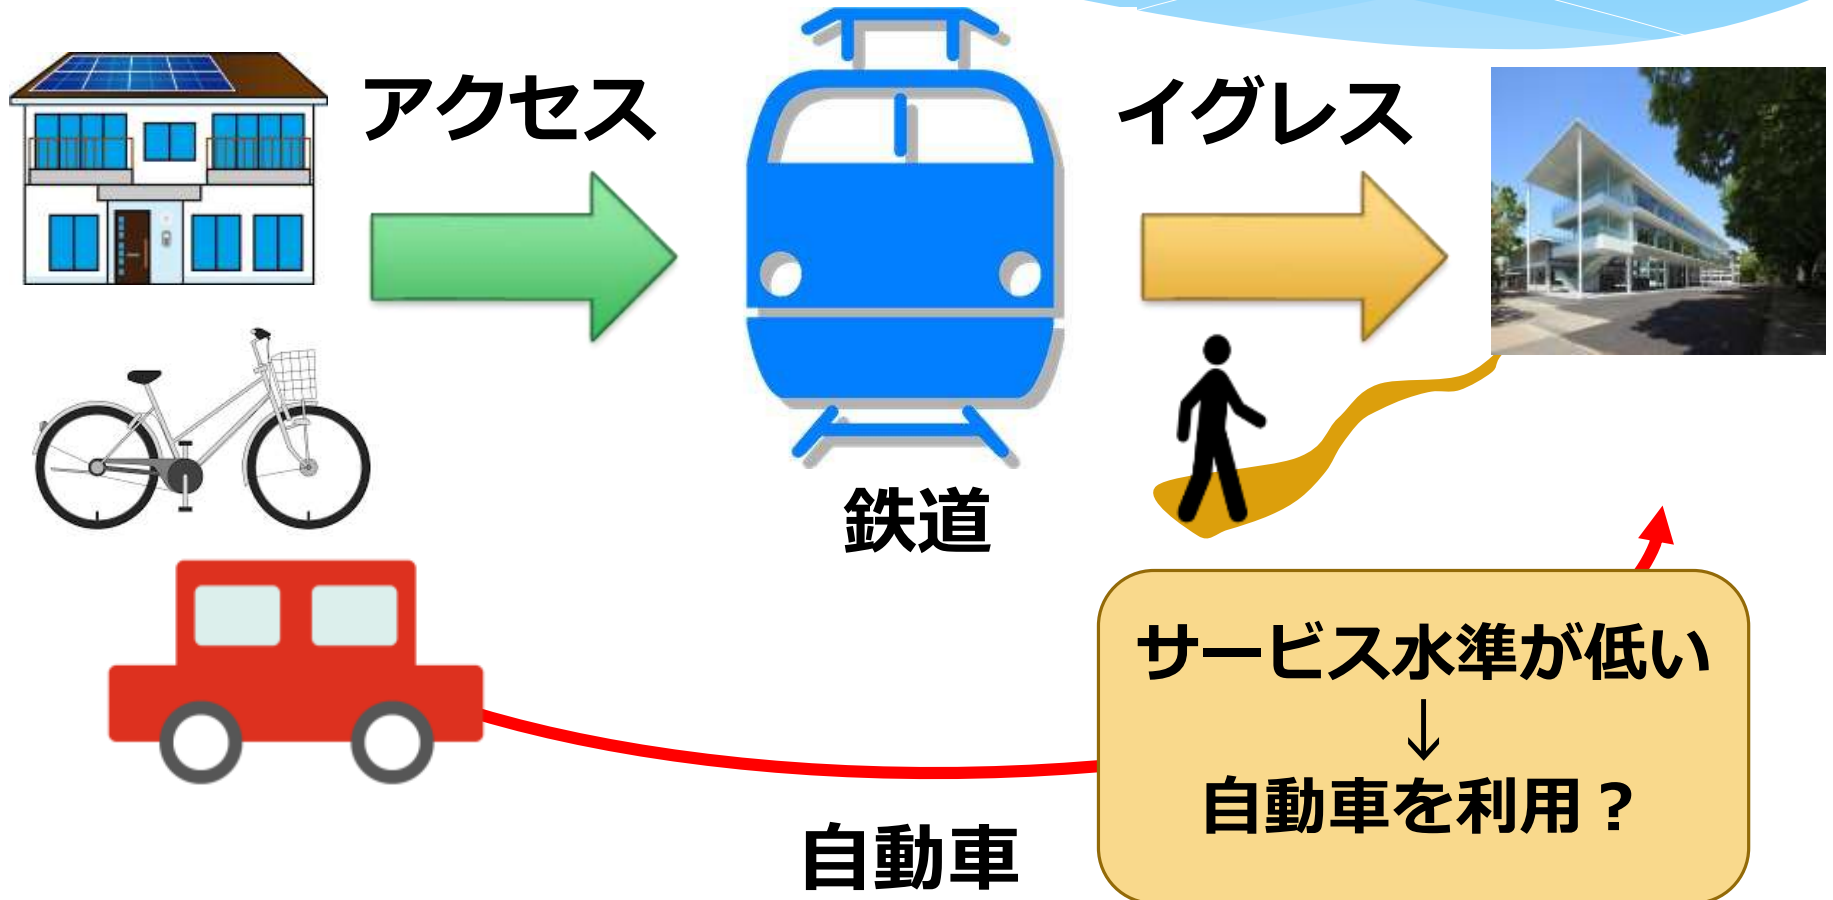 アクセス
イグレス
鉄道
サービス水準が低い
↓
自動車を利用？
自動車